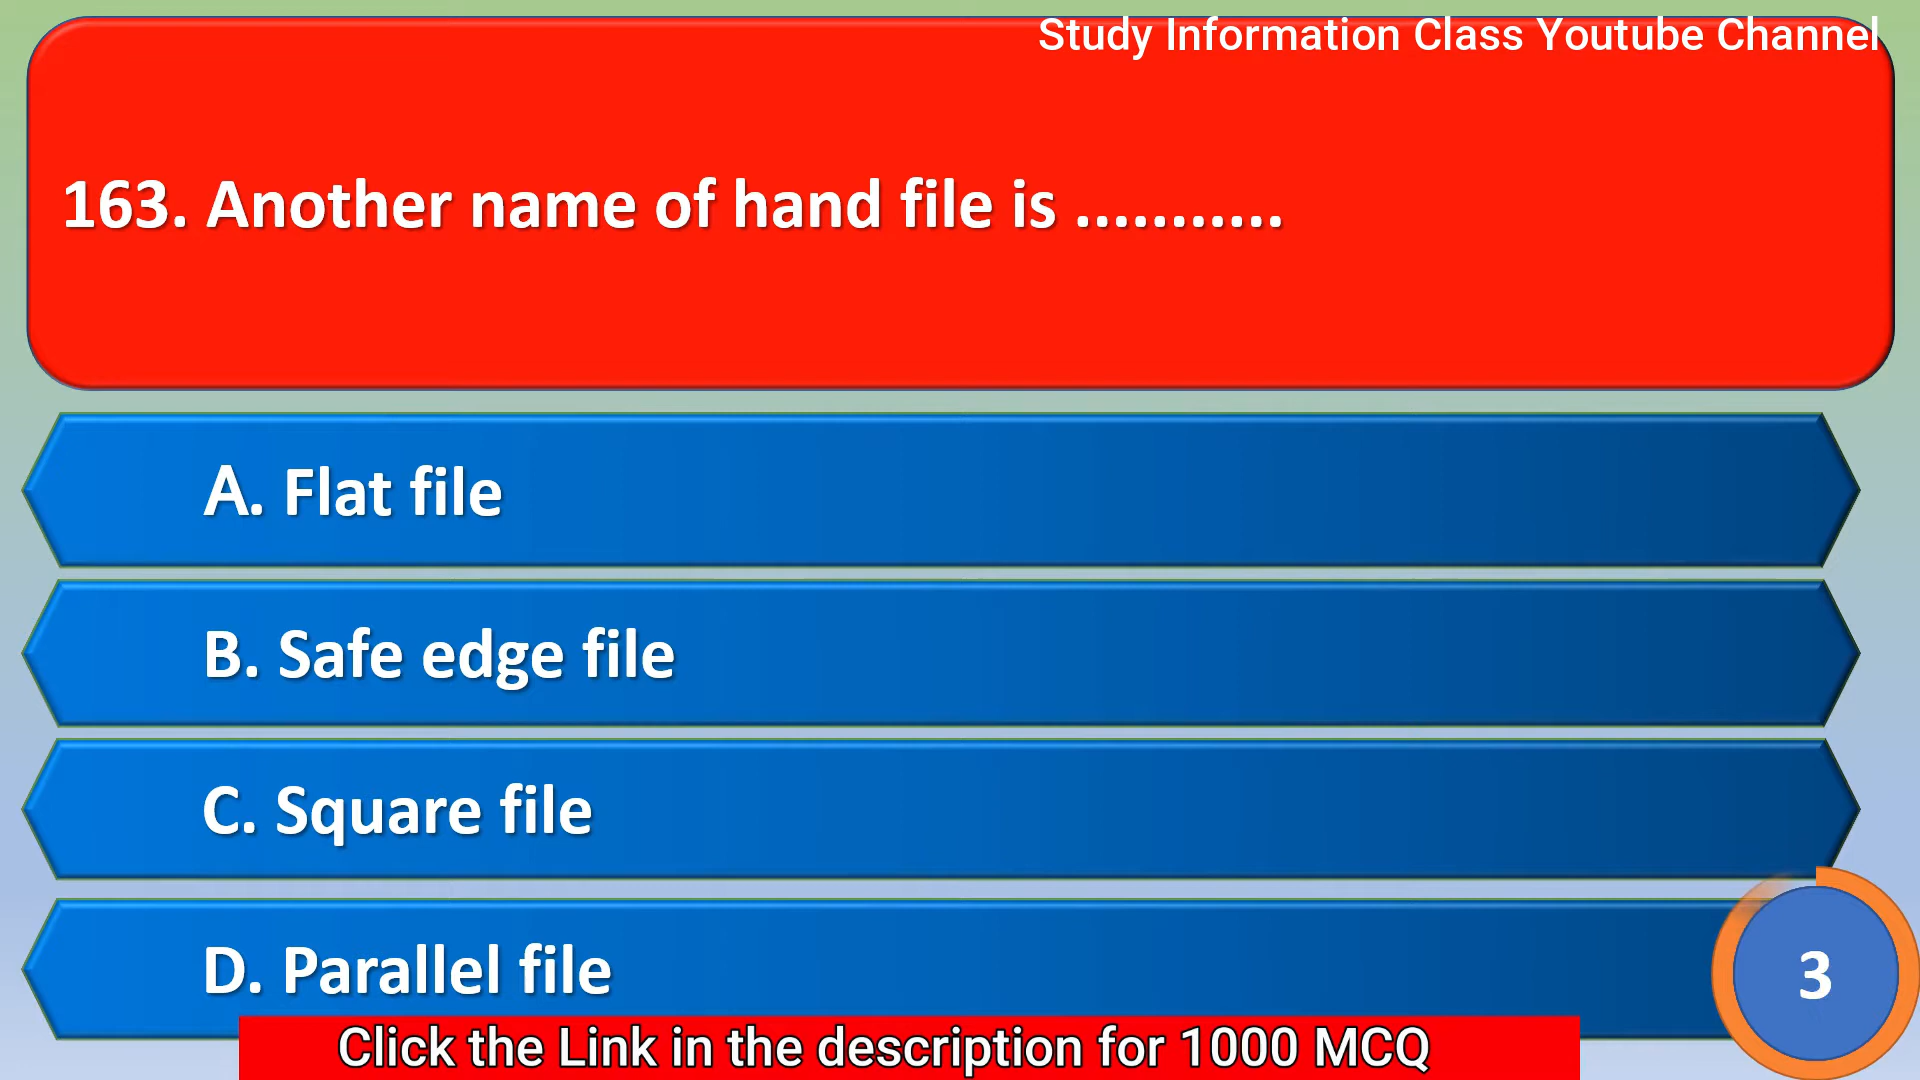 Study Information Class Youtube Channel
163. Another name of hand file is ...........
A. Flat file
B. Safe edge file
C. Square file
D. Parallel file
3
Click the Link in the description for 1000 MCQ